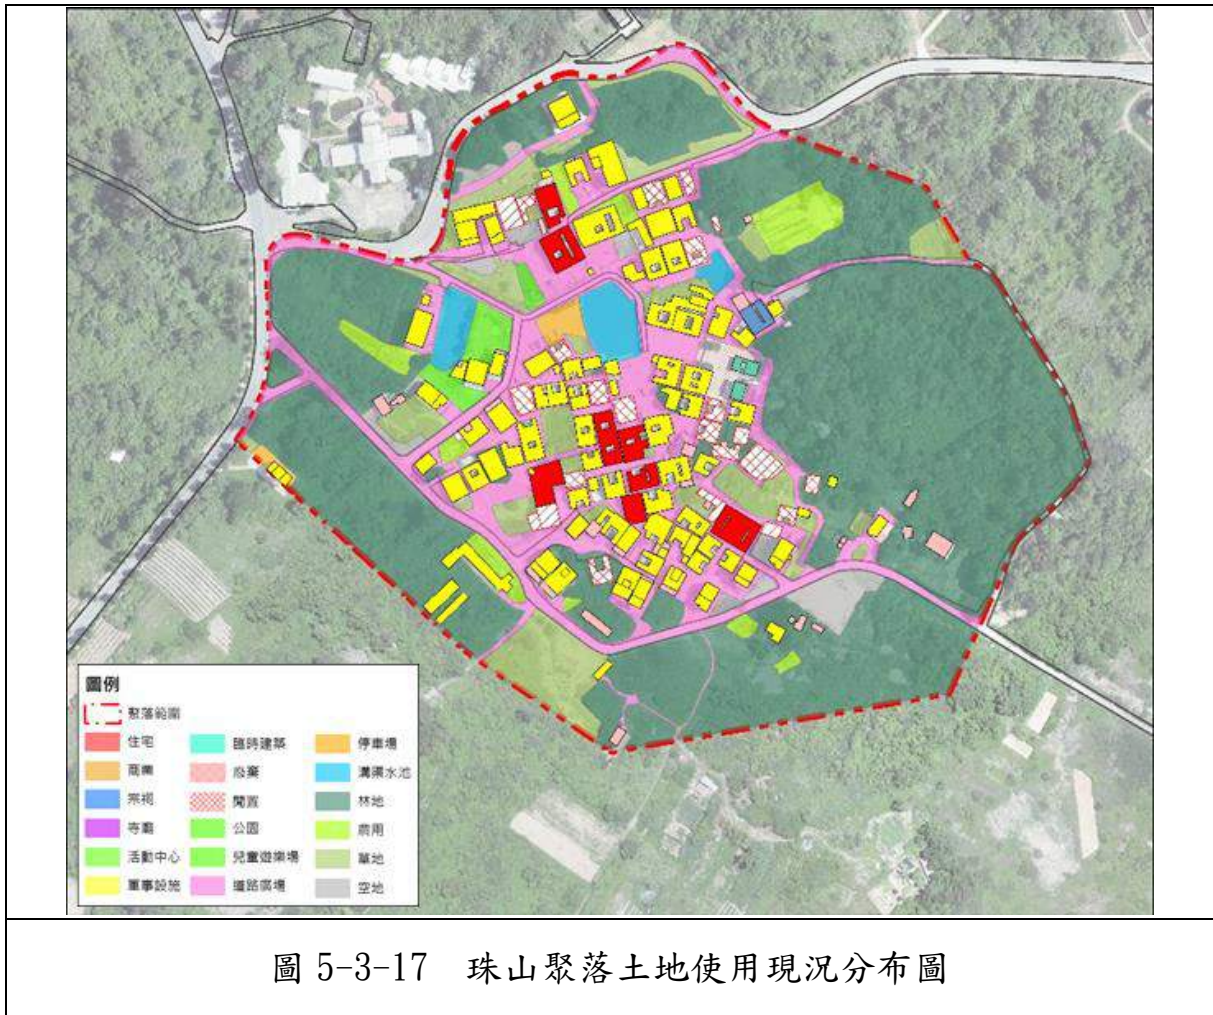 圖例
聚落範圍
住宅
臨時建築
停車場
商業
廢棄
溝渠水池
宗祠
閒置
林地
寺廟
公園
農用
活動中心
兒童遊樂場
草地
軍事設施
道路廣場
空地
圖 5-3-17 珠山聚落土地使用現況分布圖